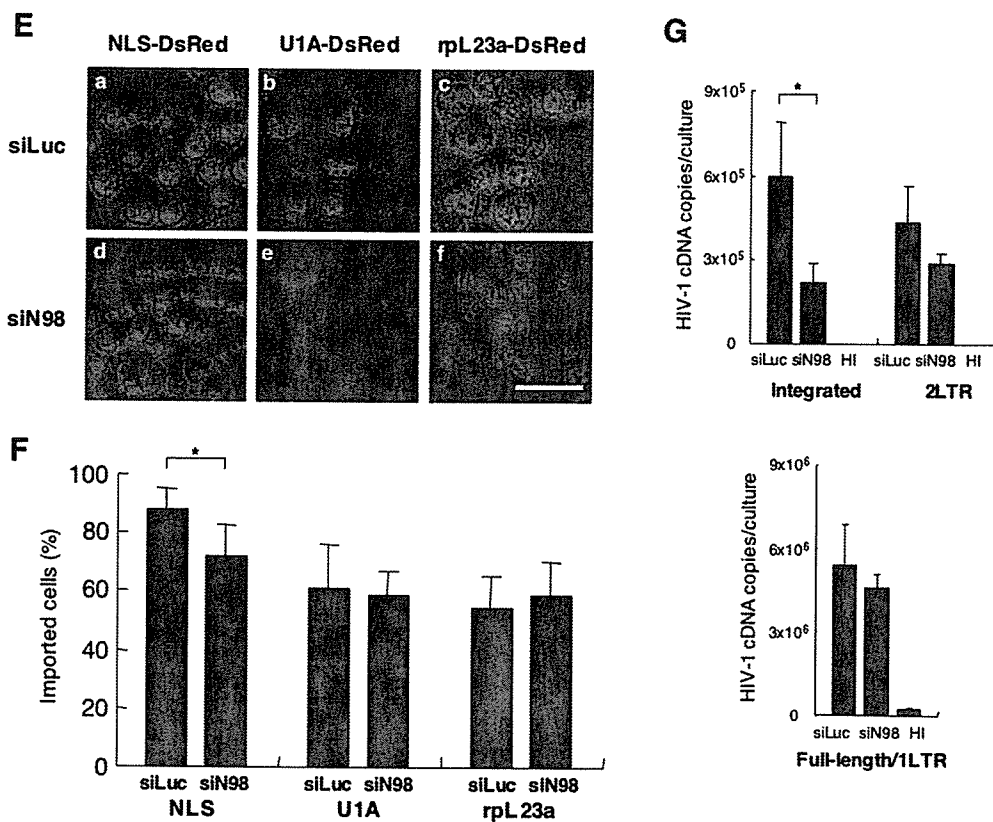 E
NLS-DsRed U1A-DsRed rpL23a-DsRed
a b c
siLuc
d e f
siN98
F
*
100
80
60
40
20
0
Imported cells (%)
siLuc siN98 siLuc siN98 siLuc siN98
NLS U1A rpL23a
G
9x10⁵
*
6x10⁵
3x10⁵
0
HIV-1 cDNA copies/culture
siLuc siN98 HI siLuc siN98 HI
Integrated 2LTR
9x10⁶
6x10⁶
3x10⁶
0
HIV-1 cDNA copies/culture
siLuc siN98 HI
Full-length/1LTR